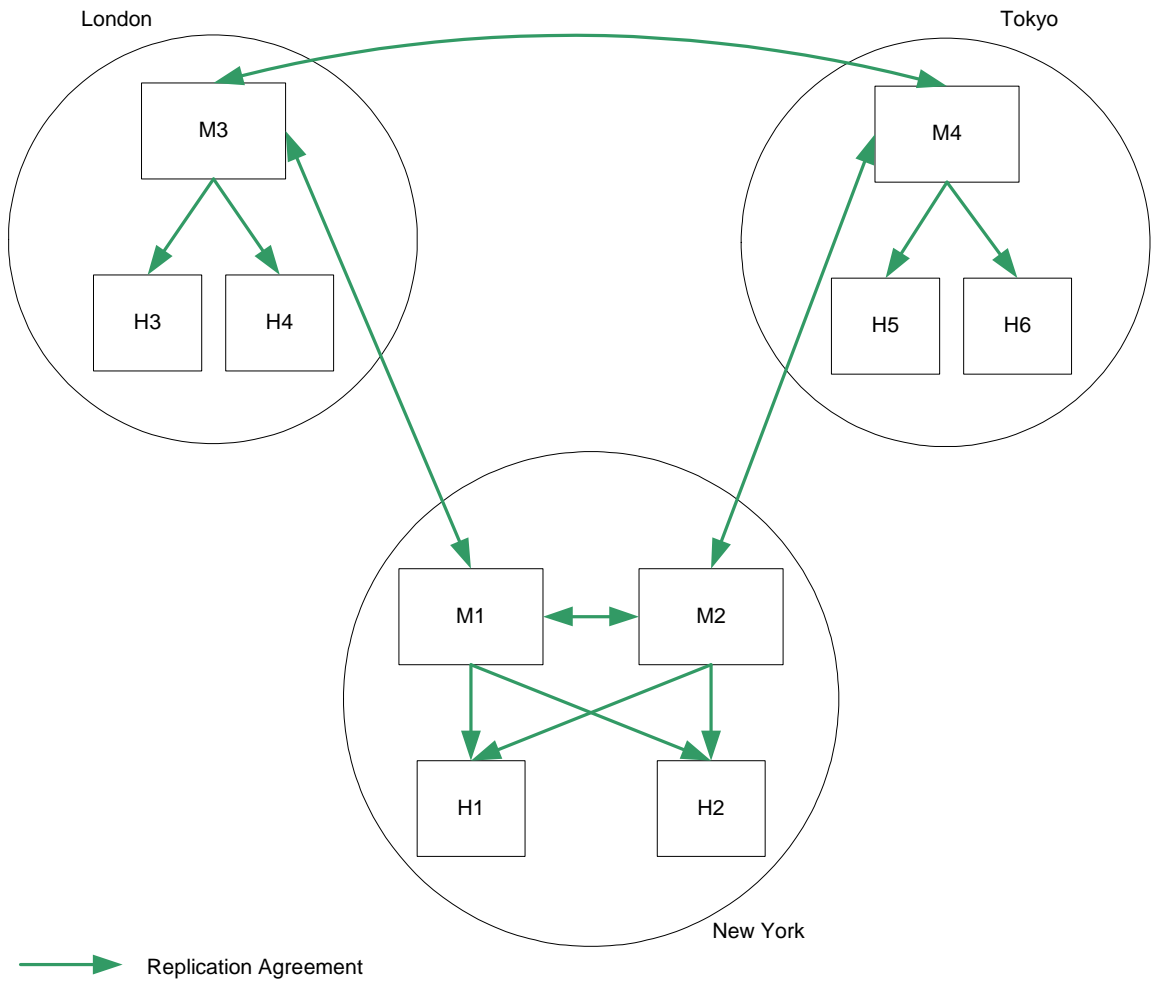 London
Tokyo
M3
M4
H3
H4
H5
H6
M1
M2
H1
H2
New York
Replication Agreement